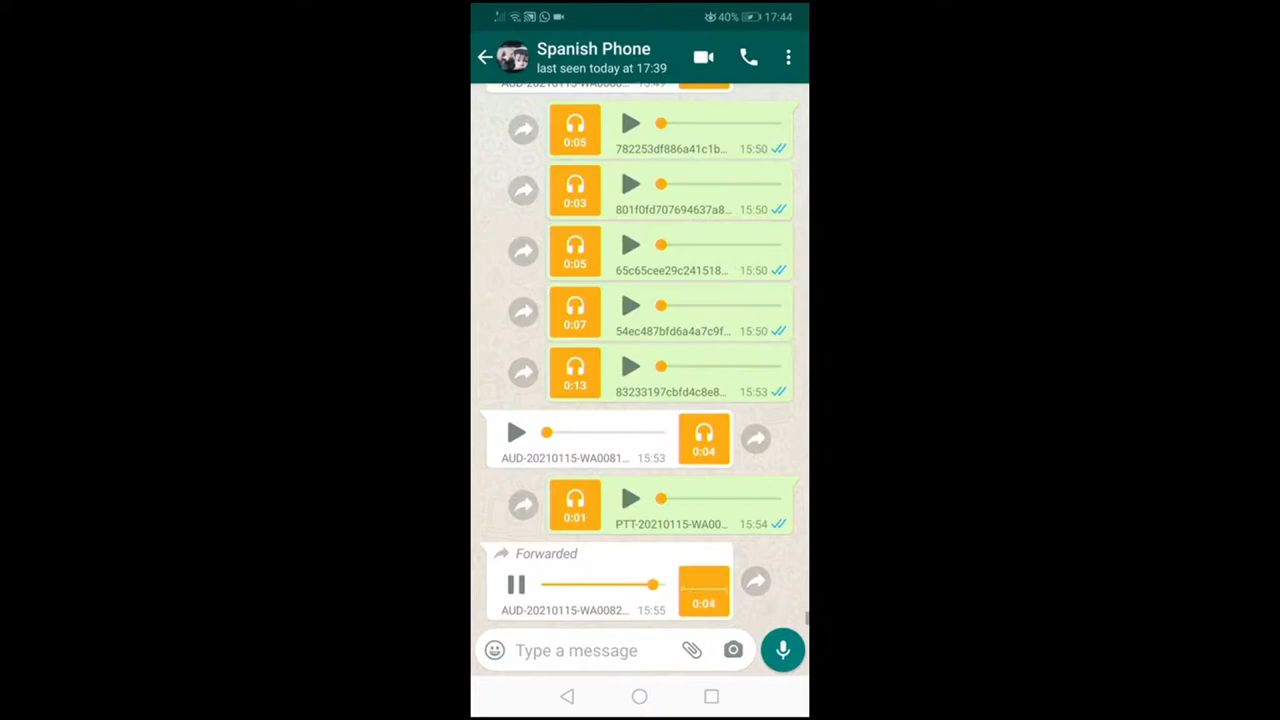 40% 17:44
Spanish Phone
last seen today at 17:39
15:49
0:05
782253df886a41c1b... 15:50
0:03
801f0fd707694637a8... 15:50
0:05
65c65cee29c241518... 15:50
0:07
54ec487bfd6a4a7c9f... 15:50
0:13
83233197cbfd4c8e8... 15:53
AUD-20210115-WA0081... 15:53
0:04
0:01
PTT-20210115-WA00... 15:54
Forwarded
0:04
AUD-20210115-WA0082... 15:55
Type a message